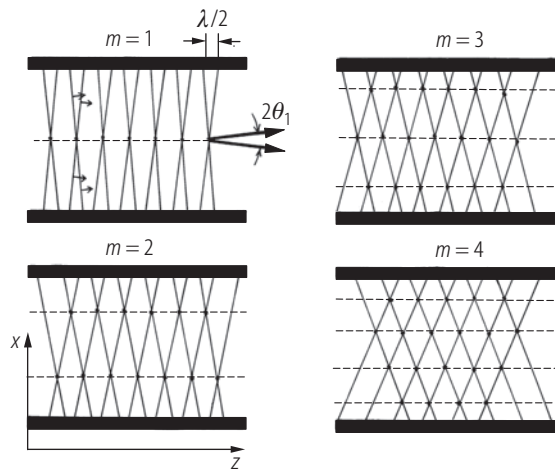 λ/2
m = 1
m = 3
2θ₁
m = 2
m = 4
x
z